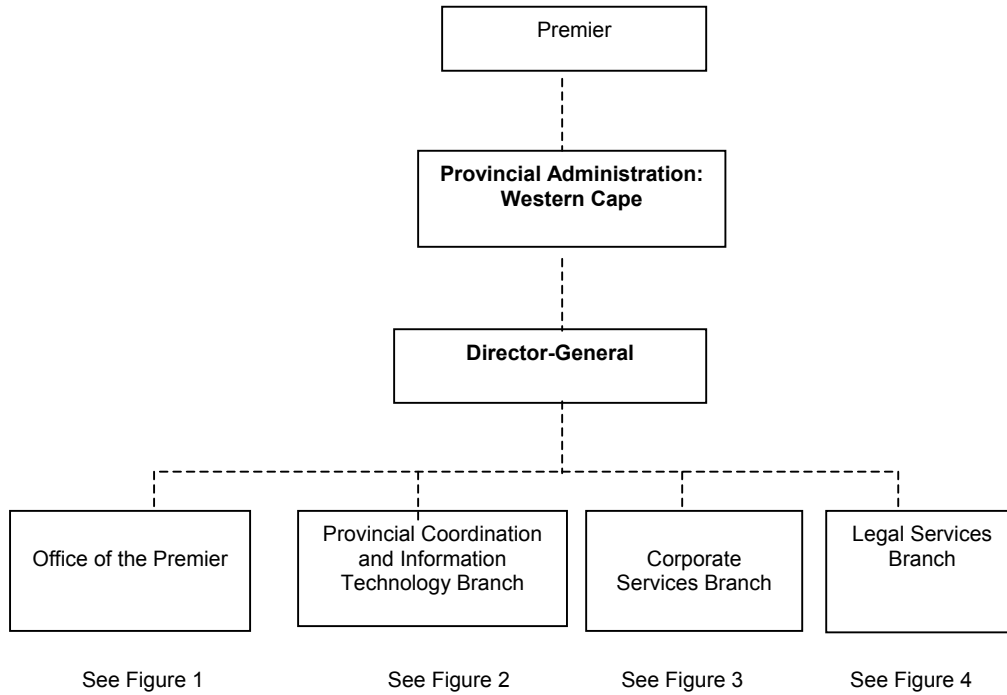 Premier
Provincial Administration:
Western Cape
Director-General
Office of the Premier
Provincial Coordination
and Information
Technology Branch
Corporate
Services Branch
Legal Services
Branch
See Figure 1
See Figure 2
See Figure 3
See Figure 4